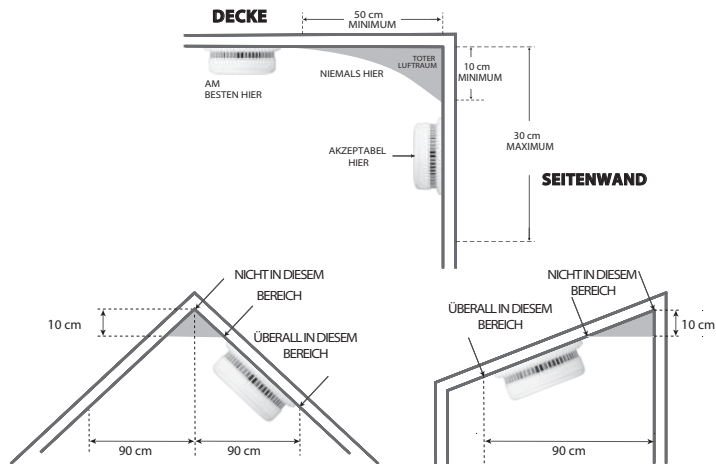 DECKE
50 cm
MINIMUM
TOTER
LUFTRAUM
10 cm
MINIMUM
NIEMALS HIER
AM
BESTEN HIER
30 cm
MAXIMUM
AKZEPTABEL
HIER
SEITENWAND
NICHT IN DIESEM
BEREICH
10 cm
ÜBERALL IN DIESEM
BEREICH
90 cm
90 cm
NICHT IN DIESEM
BEREICH
ÜBERALL IN DIESEM
BEREICH
10 cm
90 cm